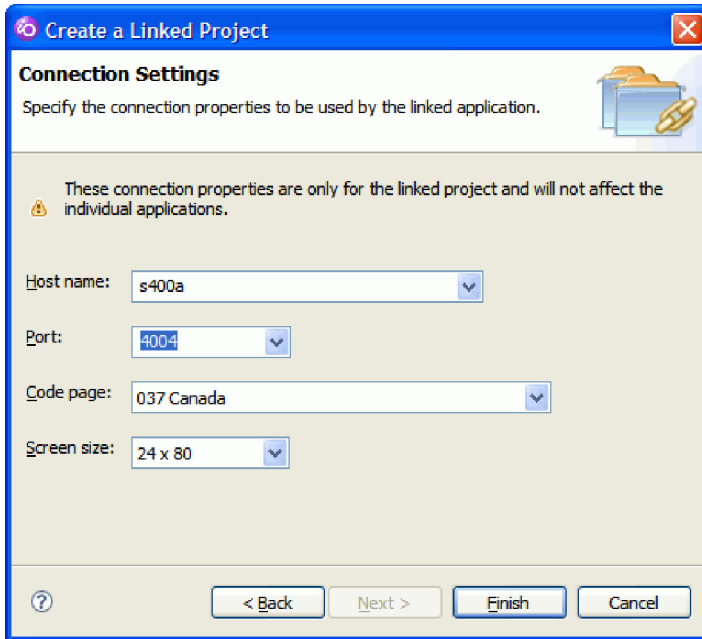 Create a Linked Project
Connection Settings
Specify the connection properties to be used by the linked application.
These connection properties are only for the linked project and will not affect the
individual applications.
Host name: s400a
Port: 4004
Code page: 037 Canada
Screen size: 24 x 80
? < Back Next > Finish Cancel